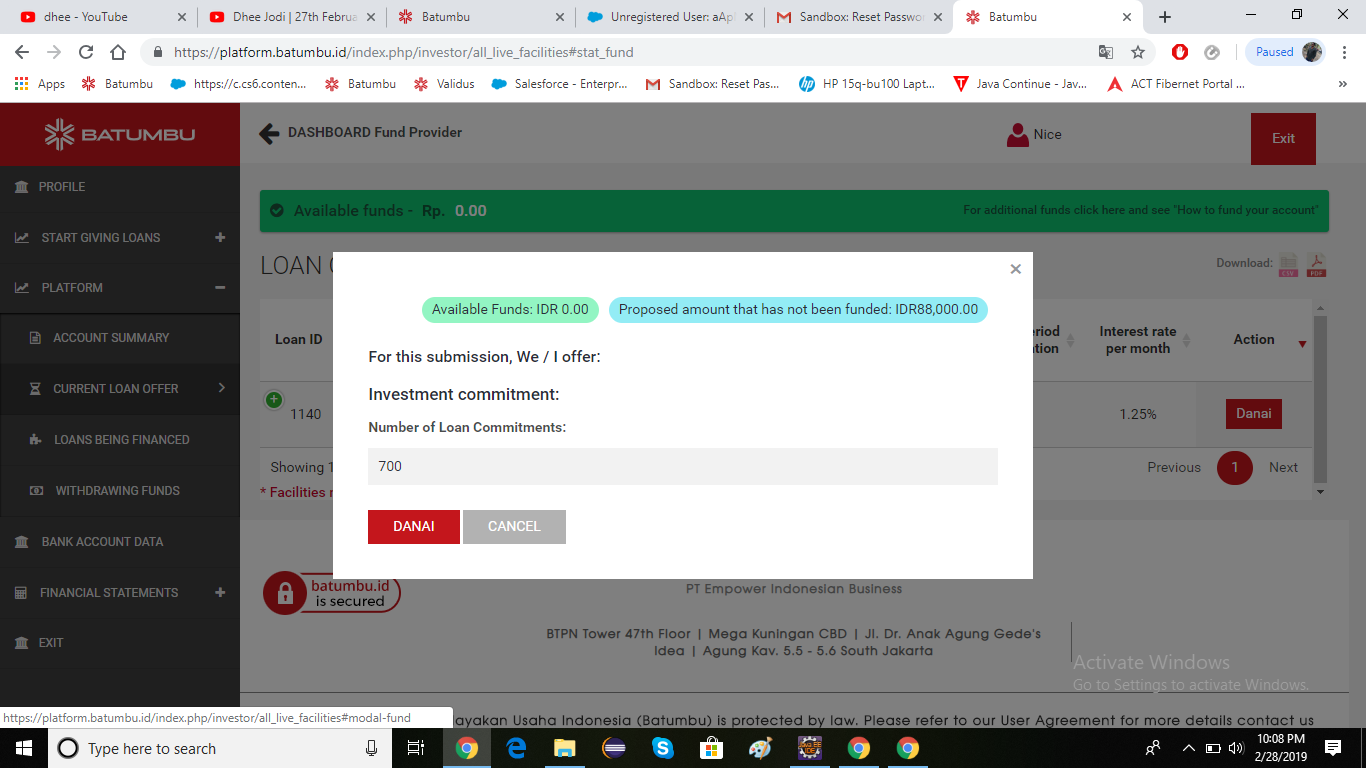 dhee - YouTube
Dhee Jodi | 27th Februa
Batumbu
Unregistered User: aAp
Sandbox: Reset Passwo
Batumbu
https://platform.batumbu.id/index.php/investor/all_live_facilities#stat_fund
Paused
Apps
Batumbu
https://c.cs6.conten...
Batumbu
Validus
Salesforce - Enterpr...
Sandbox: Reset Pas...
HP 15q-bu100 Lapt...
Java Continue - Jav...
ACT Fibernet Portal ...
BATUMBU
DASHBOARD Fund Provider
Nice
Exit
PROFILE
START GIVING LOANS
PLATFORM
ACCOUNT SUMMARY
CURRENT LOAN OFFER
LOANS BEING FINANCED
WITHDRAWING FUNDS
BANK ACCOUNT DATA
FINANCIAL STATEMENTS
EXIT
Available funds - Rp. 0.00
For additional funds click here and see "How to fund your account"
LOAN
Download:
CSV
PDF
Available Funds: IDR 0.00
Proposed amount that has not been funded: IDR88,000.00
For this submission, We / I offer:
Investment commitment:
Number of Loan Commitments:
700
DANAI
CANCEL
Loan ID
Interest rate
per month
Action
1140
1.25%
Danai
Showing 1
Previous
1
Next
* Facilities
batumbu.id
is secured
PT Empower Indonesian Business
BTPN Tower 47th Floor | Mega Kuningan CBD | Jl. Dr. Anak Agung Gede's
Idea | Agung Kav. 5.5 - 5.6 South Jakarta
Activate Windows
Go to Settings to activate Windows.
https://platform.batumbu.id/index.php/investor/all_live_facilities#modal-fund
ayakan Usaha Indonesia (Batumbu) is protected by law. Please refer to our User Agreement for more details contact us
Type here to search
10:08 PM
2/28/2019